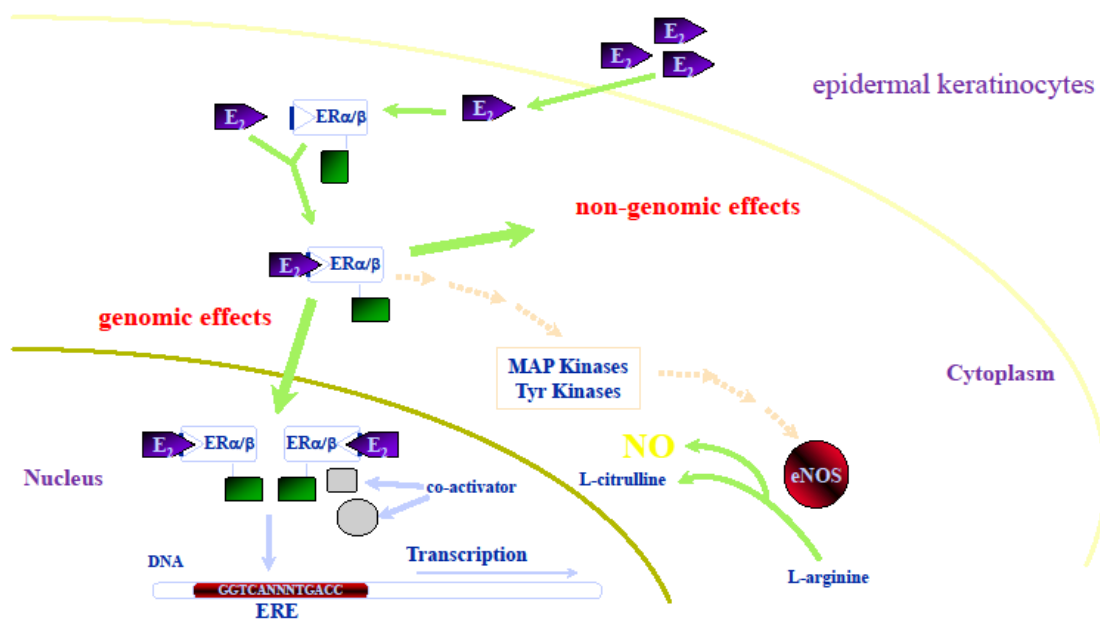 E2
E2
E2
epidermal keratinocytes
E2
ERα/β
E2
non-genomic effects
E2
ERα/β
genomic effects
MAP Kinases
Tyr Kinases
Cytoplasm
E2
ERα/β
ERα/β
E2
NO
eNOS
Nucleus
L-citrulline
co-activator
DNA
Transcription
L-arginine
GGTCANNNTGACC
ERE